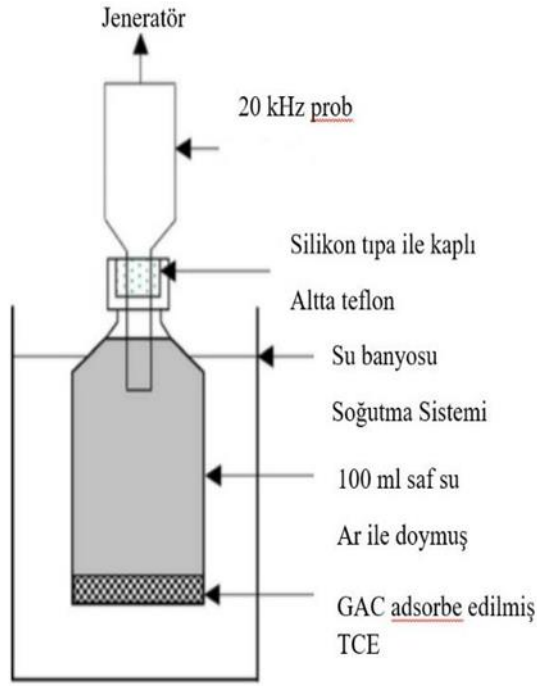 Jeneratör
20 kHz prob
Silikon tıpa ile kaplı
Altta teflon
Su banyosu
Soğutma Sistemi
100 ml saf su
Ar ile doymuş
GAC adsorbe edilmiş
TCE